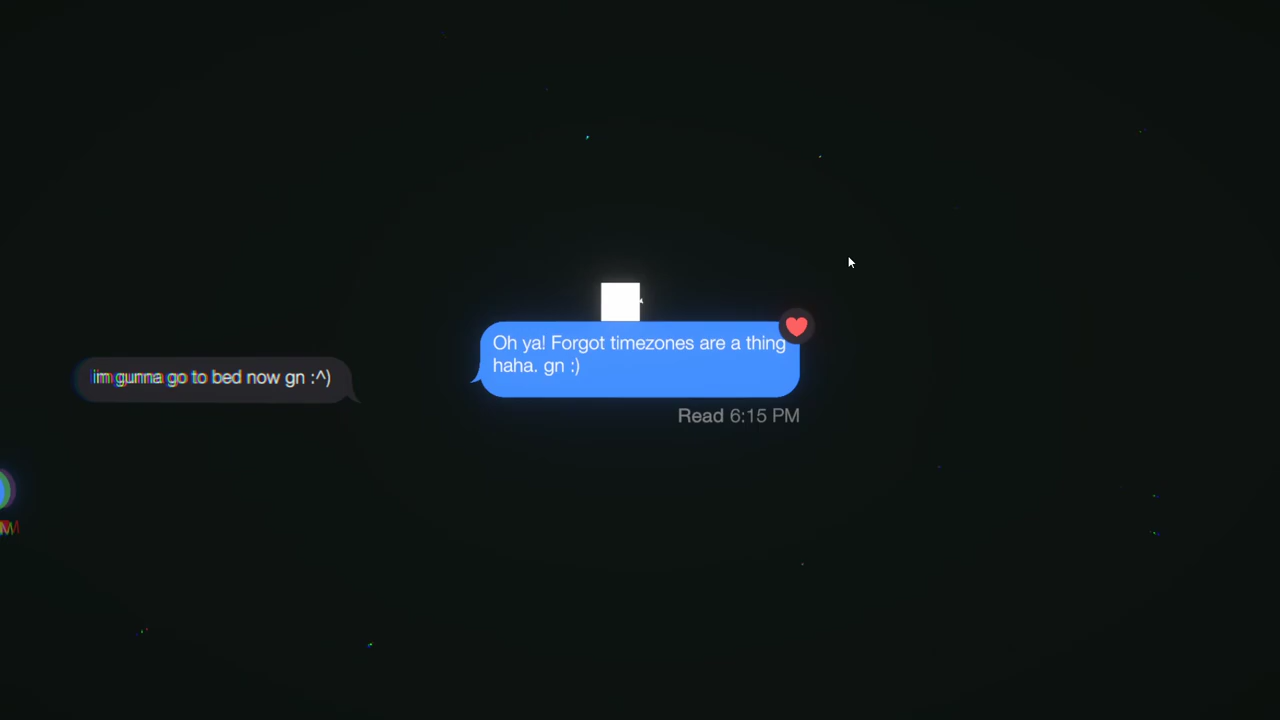 im gunna go to bed now gn :^)
Oh ya! Forgot timezones are a thing
haha. gn :)
Read 6:15 PM